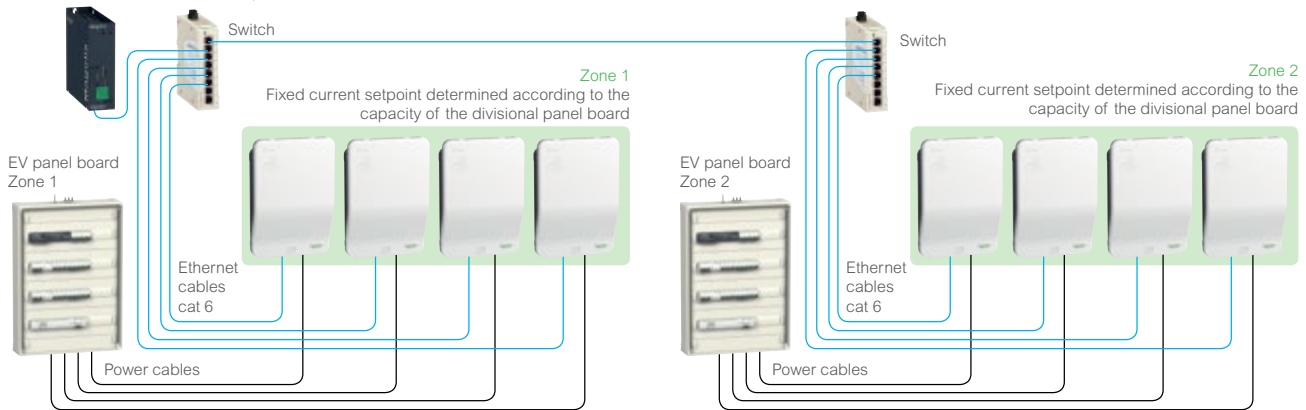 Switch
Zone 1
Fixed current setpoint determined according to the
capacity of the divisional panel board
EV panel board
Zone 1
Ethernet
cables
cat 6
Power cables
Switch
Zone 2
Fixed current setpoint determined according to the
capacity of the divisional panel board
EV panel board
Zone 2
Ethernet
cables
cat 6
Power cables